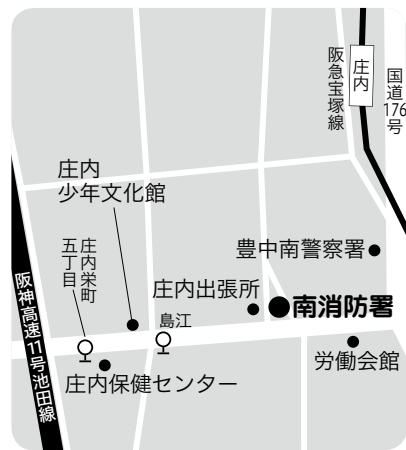 阪急宝塚線
庄内
国道176号
庄内
少年文化館
庄内栄町
五丁目
豊中南警察署
庄内出張所
南消防署
島江
労働会館
庄内保健センター
阪神高速11号池田線